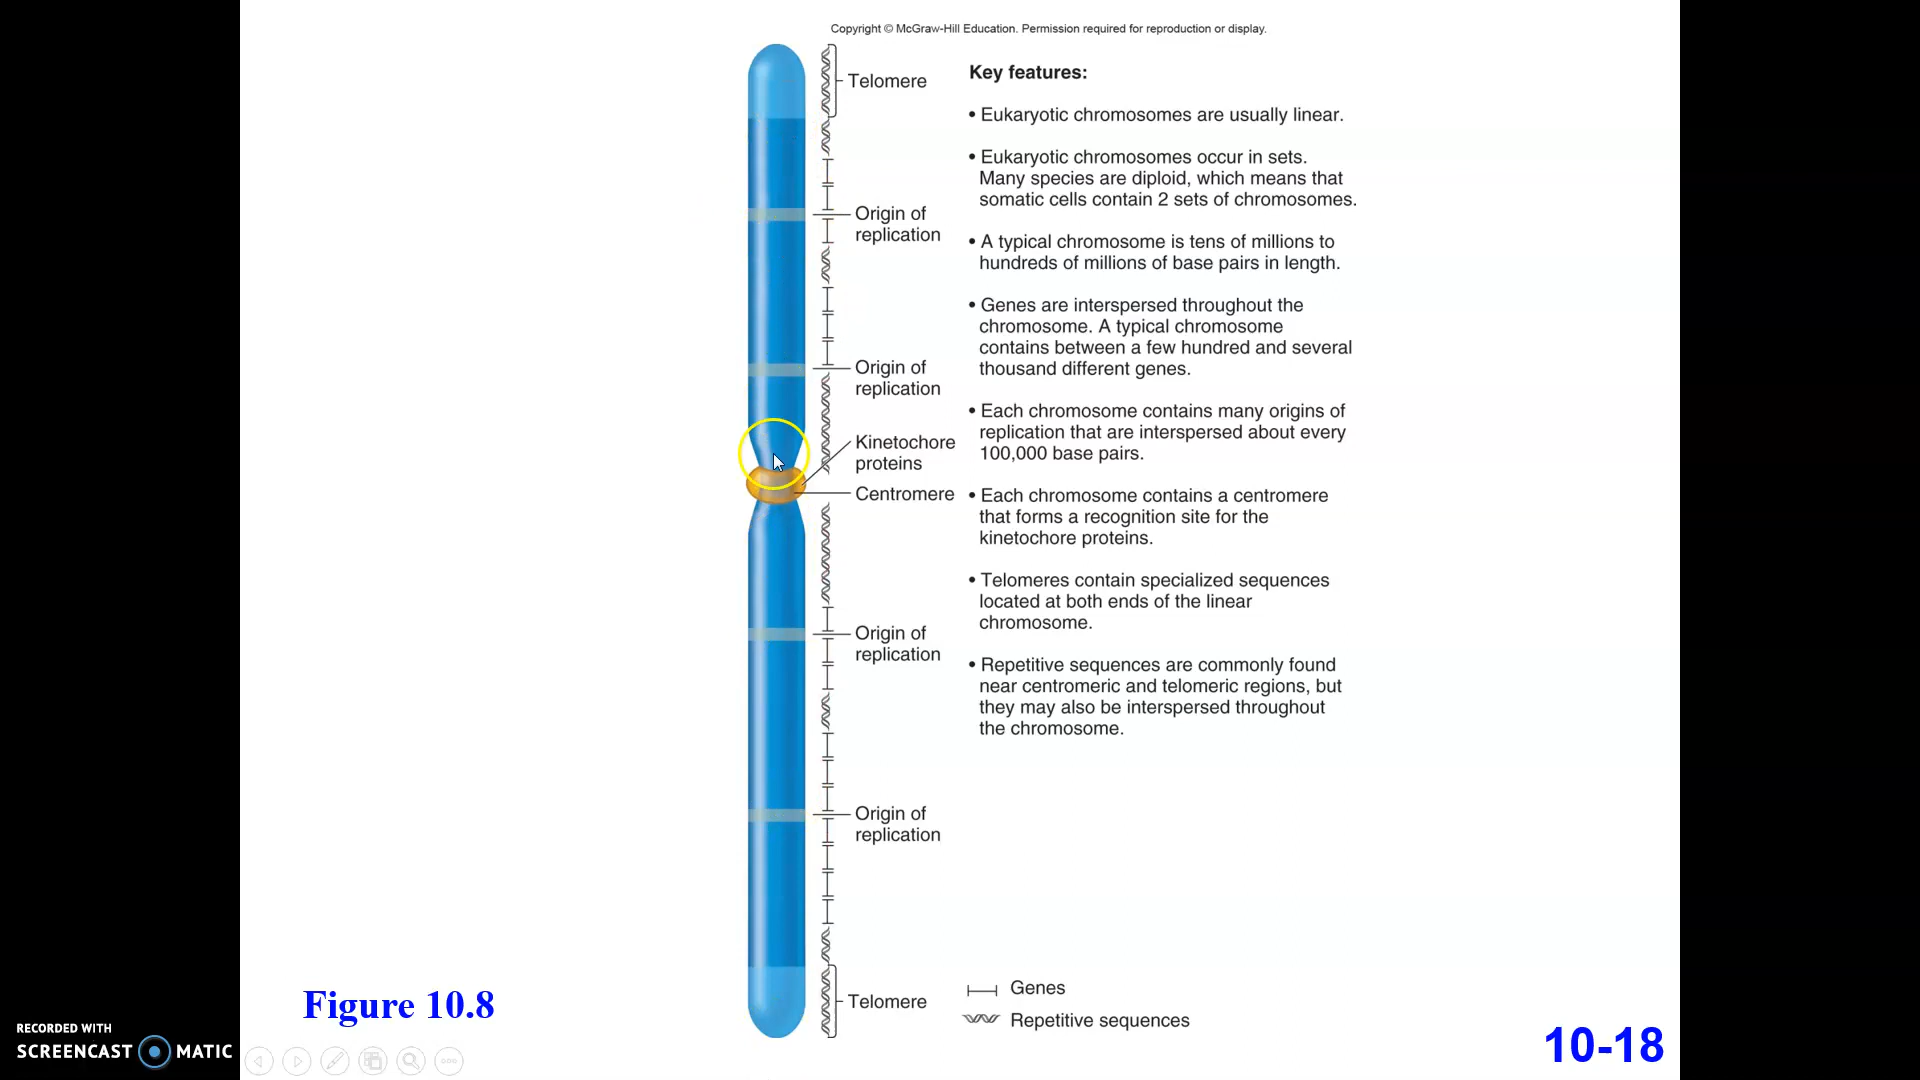 Copyright © McGraw-Hill Education. Permission required for reproduction or display.
Telomere
Origin of
replication
Origin of
replication
Kinetochore
proteins
Centromere
Origin of
replication
Origin of
replication
Telomere
Key features:
• Eukaryotic chromosomes are usually linear.
• Eukaryotic chromosomes occur in sets.
Many species are diploid, which means that
somatic cells contain 2 sets of chromosomes.
• A typical chromosome is tens of millions to
hundreds of millions of base pairs in length.
• Genes are interspersed throughout the
chromosome. A typical chromosome
contains between a few hundred and several
thousand different genes.
• Each chromosome contains many origins of
replication that are interspersed about every
100,000 base pairs.
• Each chromosome contains a centromere
that forms a recognition site for the
kinetochore proteins.
• Telomeres contain specialized sequences
located at both ends of the linear
chromosome.
• Repetitive sequences are commonly found
near centromeric and telomeric regions, but
they may also be interspersed throughout
the chromosome.
Genes
Repetitive sequences
Figure 10.8
10-18
RECORDED WITH
SCREENCAST MATIC